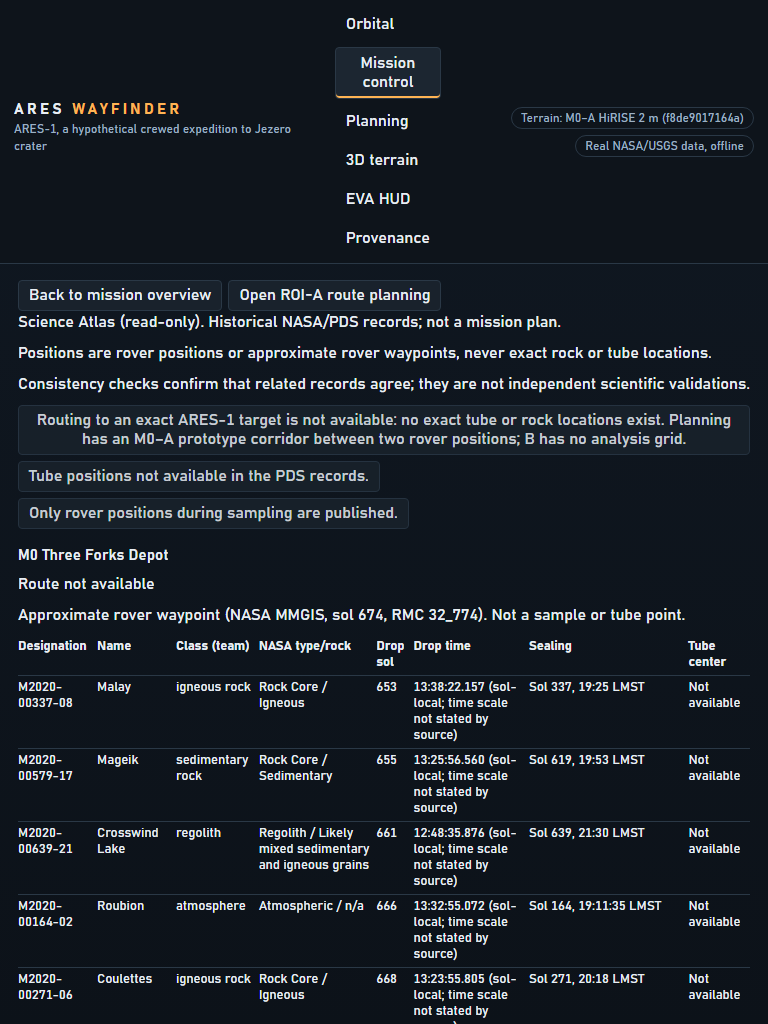 Orbital
Mission
control
ARES WAYFINDER
ARES-1, a hypothetical crewed expedition to Jezero
crater
Planning
3D terrain
EVA HUD
Provenance
Terrain: M0-A HiRISE 2 m (f8de9017164a)
Real NASA/USGS data, offline
Back to mission overview
Open ROI-A route planning
Science Atlas (read-only). Historical NASA/PDS records; not a mission plan.
Positions are rover positions or approximate rover waypoints, never exact rock or tube locations.
Consistency checks confirm that related records agree; they are not independent scientific validations.
Routing to an exact ARES-1 target is not available: no exact tube or rock locations exist. Planning
has an M0-A prototype corridor between two rover positions; B has no analysis grid.
Tube positions not available in the PDS records.
Only rover positions during sampling are published.
M0 Three Forks Depot
Route not available
Approximate rover waypoint (NASA MMGIS, sol 674, RMC 32_774). Not a sample or tube point.
Designation Name Class (team) NASA type/rock Drop Drop time Sealing Tube
sol center
M2020- Malay igneous rock Rock Core / 653 13:38:22.157 (sol- Sol 337, 19:25 LMST Not
00337-08 Igneous local; time scale available
not stated by
source)
M2020- Mageik sedimentary Rock Core / 655 13:25:56.560 (sol- Sol 619, 19:53 LMST Not
00579-17 rock Sedimentary local; time scale available
not stated by
source)
M2020- Crosswind regolith Regolith / Likely 661 12:48:35.876 (sol- Sol 639, 21:30 LMST Not
00639-21 Lake mixed sedimentary local; time scale available
and igneous grains not stated by
source)
M2020- Roubion atmosphere Atmospheric / n/a 666 13:32:55.072 (sol- Sol 164, 19:11:35 LMST Not
00164-02 local; time scale available
not stated by
source)
M2020- Coulettes igneous rock Rock Core / 668 13:23:55.805 (sol- Sol 271, 20:18 LMST Not
00271-06 Igneous local; time scale available
not stated by